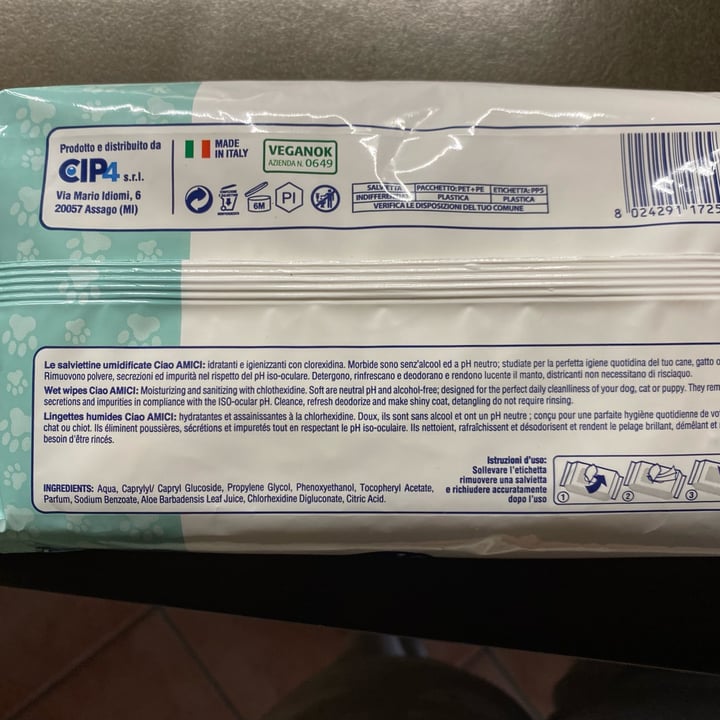 Prodotto e distribuito da
CIP4 s.r.l.
Via Mario Idiomi, 6
20057 Assago (MI)
MADE
IN ITALY
VEGANOK
AZIENDA N. 0649
6M
PI
SALVIETTA PACCHETTO: PET+PE ETICHETTA: PP5
INDIFFERENZIATA PLASTICA PLASTICA
VERIFICA LE DISPOSIZIONI DEL TUO COMUNE
8 024291 1725
Le salviettine umidificate Ciao AMICI: idratanti e igienizzanti con clorexidina. Morbide sono senz'alcool ed a pH neutro; studiate per la perfetta igiene quotidina del tuo cane, gatto o
Rimuovono polvere, secrezioni ed impurità nel rispetto del pH iso-oculare. Detergono, rinfrescano e deodorano e rendono lucente il manto, districanti non necessitano di risciaquo.
Wet wipes Ciao AMICI: Moisturizing and sanitizing with chlothexidine. Soft are neutral pH and alcohol-free; designed for the perfect daily cleanlliness of your dog, cat or puppy. They rem
secretions and impurities in compliance with the ISO-ocular pH. Cleance, refresh deodorize and make shiny coat, detangling do not require rinsing.
Lingettes humides Ciao AMICI: hydratantes et assainissantes à la chlorhexidine. Doux, ils sont sans alcool et ont un pH neutre ; conçu pour une parfaite hygiène quotidienne de vo
chat ou chiot. Ils éliminent poussières, sécrétions et impuretés tout en respectant le pH iso-oculaire. Ils nettoient, rafraîchissent et désodorisent et rendent le pelage brillant, démêlant et
besoin d'être rincés.
Istruzioni d'uso:
Sollevare l'etichetta
rimuovere una salvietta
e richiudere accuratamente
dopo l'uso
1 2 3
INGREDIENTS: Aqua, Caprylyl/ Capryl Glucoside, Propylene Glycol, Phenoxyethanol, Tocopheryl Acetate,
Parfum, Sodium Benzoate, Aloe Barbadensis Leaf Juice, Chlorhexidine Digluconate, Citric Acid.